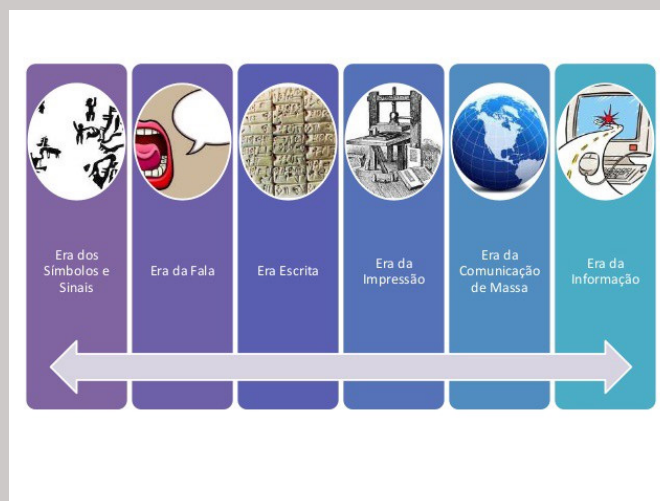 Era dos
Símbolos e
Sinais
Era da Fala
Era Escrita
Era da
Impressão
Era da
Comunicação
de Massa
Era da
Informação